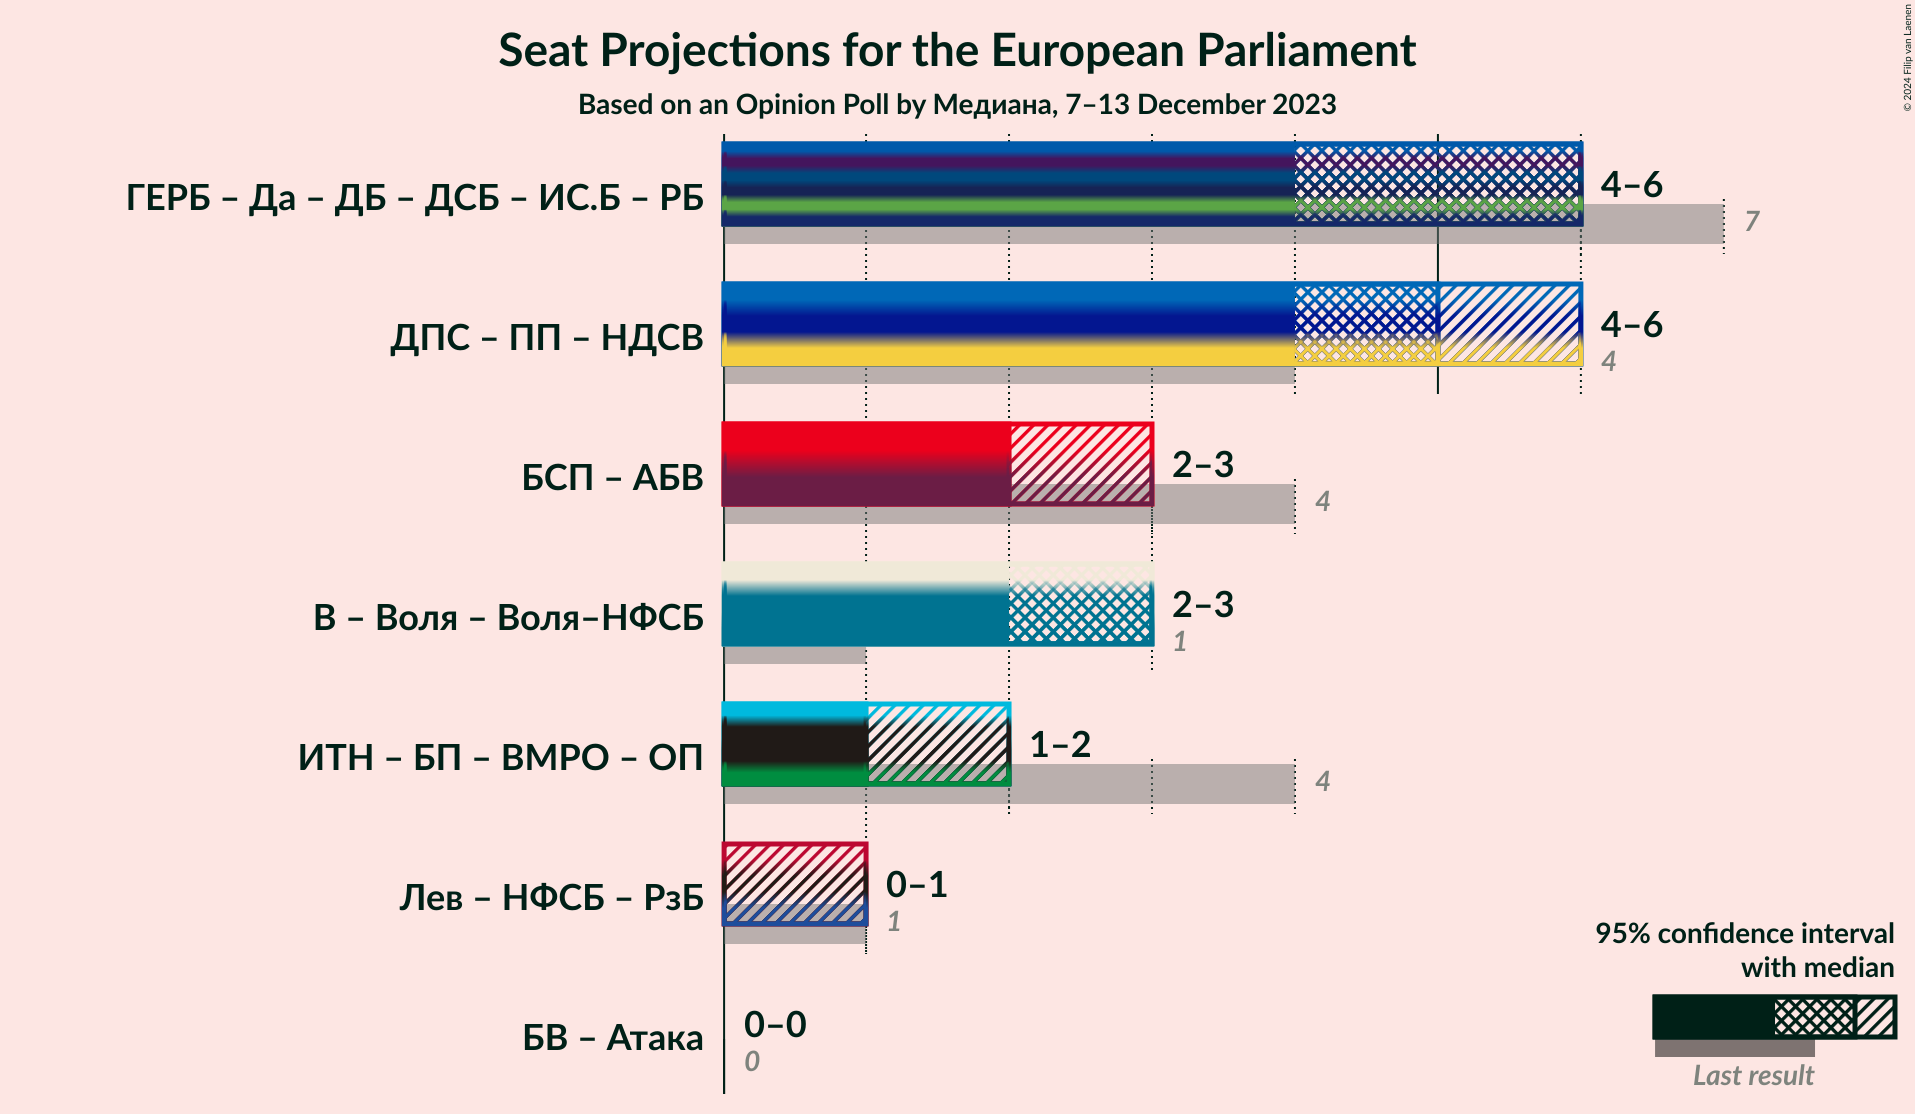 Seat Projections for the European Parliament
Based on an Opinion Poll by Медиана, 7–13 December 2023
© 2024 Filip van Laenen
ГЕРБ – Да – ДБ – ДСБ – ИС.Б – РБ
4–6
7
ДПС – ПП – НДСВ
4–6
4
БСП – АБВ
2–3
4
В – Воля – Воля–НФСБ
2–3
1
ИТН – БП – ВМРО – ОП
1–2
4
Лев – НФСБ – РзБ
0–1
1
БВ – Атака
0–0
0
95% confidence interval
with median
Last result